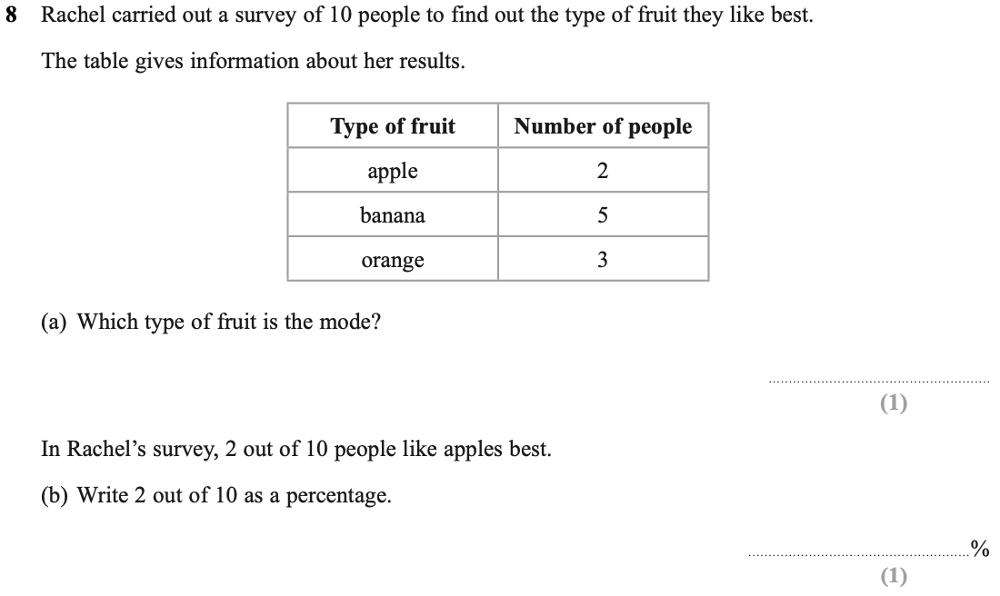 8 Rachel carried out a survey of 10 people to find out the type of fruit they like best.
The table gives information about her results.
Type of fruit Number of people
apple 2
banana 5
orange 3
(a) Which type of fruit is the mode?
(1)
In Rachel’s survey, 2 out of 10 people like apples best.
(b) Write 2 out of 10 as a percentage.
%
(1)